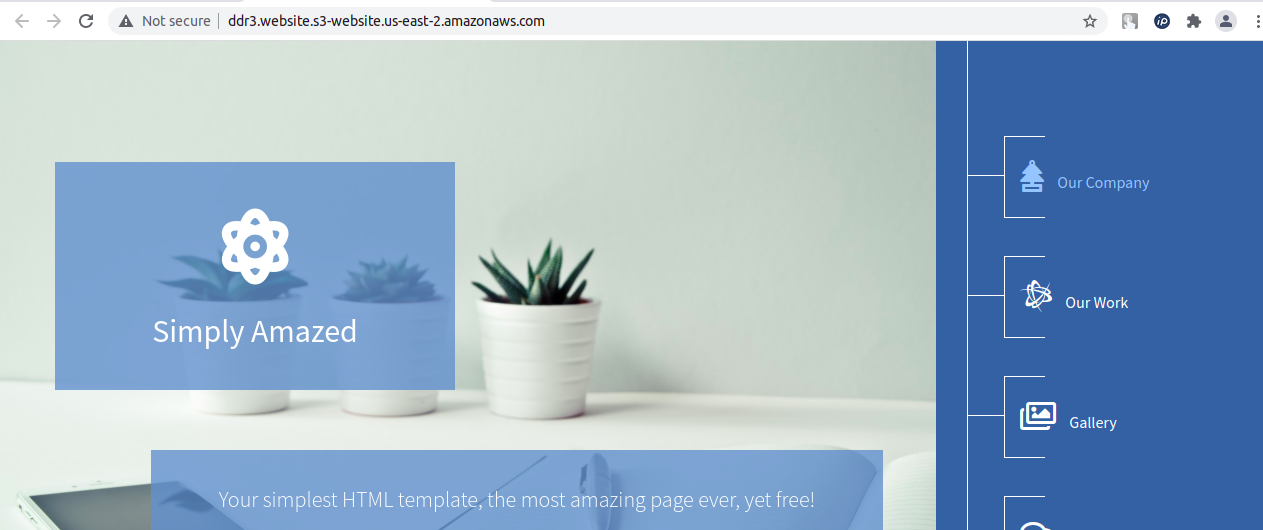 Not secure
ddr3.website.s3-website.us-east-2.amazonaws.com
Simply Amazed
Your simplest HTML template, the most amazing page ever, yet free!
Our Company
Our Work
Gallery